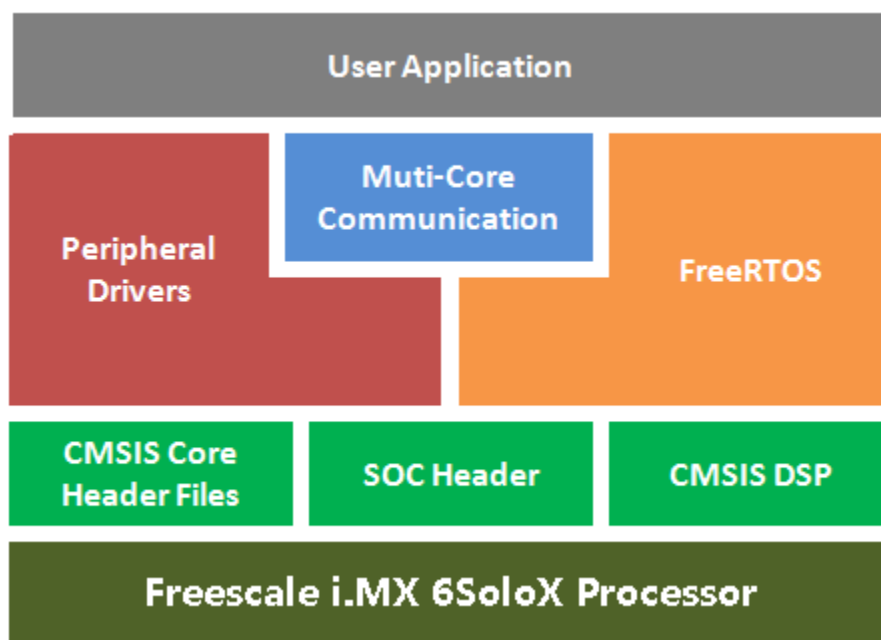 User Application
Muti-Core
Communication
Peripheral
Drivers
FreeRTOS
CMSIS Core
Header Files
SOC Header
CMSIS DSP
Freescale i.MX 6SoloX Processor